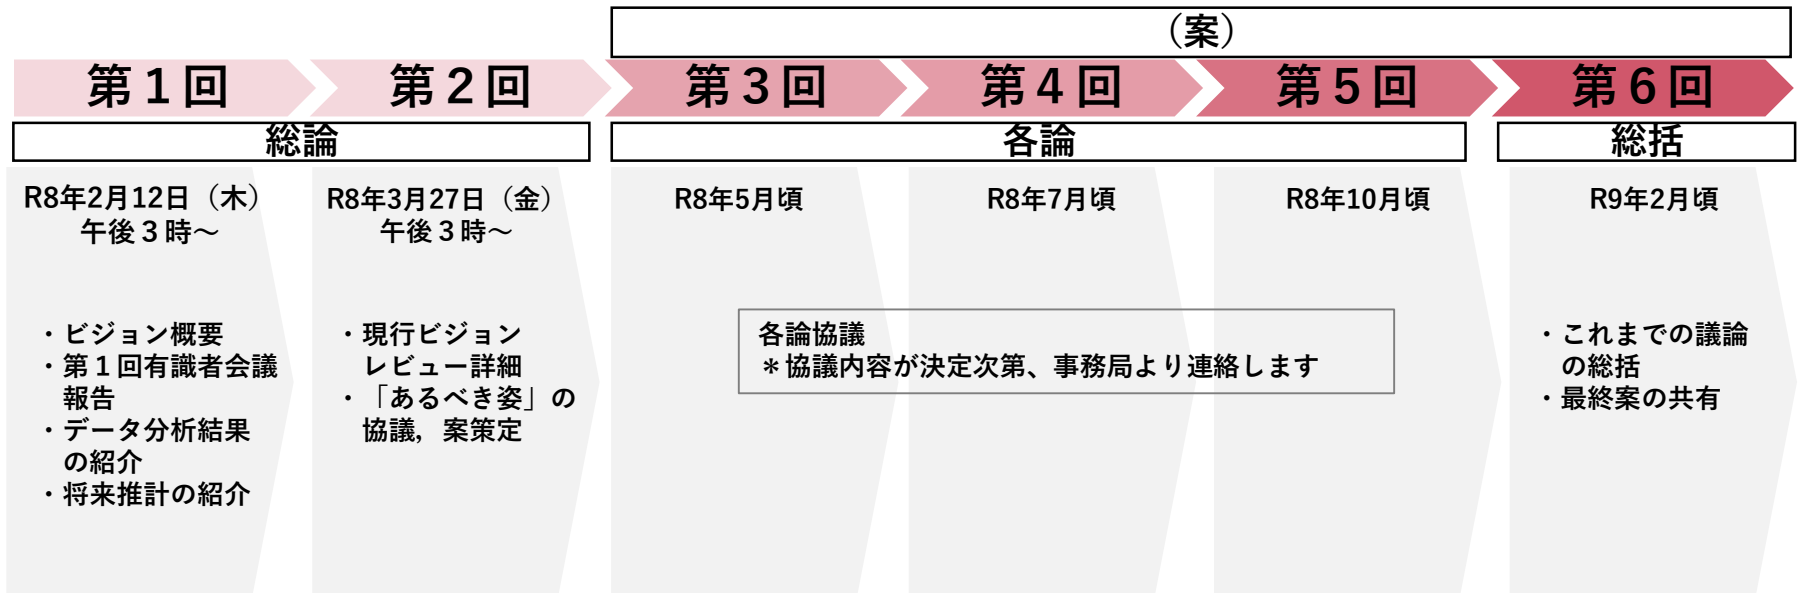 （案）
第１回
第２回
第３回
第４回
第５回
第６回
総論
各論
総括
R8年2月12日（木）
午後３時～
・ビジョン概要
・第１回有識者会議
報告
・データ分析結果
の紹介
・将来推計の紹介
R8年3月27日（金）
午後３時～
・現行ビジョン
レビュー詳細
・「あるべき姿」の
協議，案策定
R8年5月頃
R8年7月頃
R8年10月頃
各論協議
＊協議内容が決定次第、事務局より連絡します
R9年2月頃
・これまでの議論
の総括
・最終案の共有